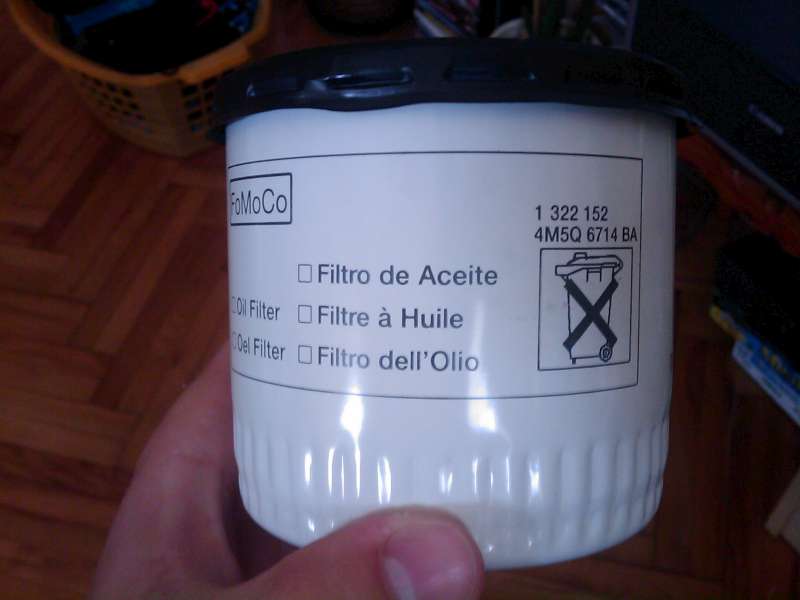 FoMoCo
1 322 152
4M5Q 6714 BA
Filtro de Aceite
Oil Filter
Filtre à Huile
Oel Filter
Filtro dell'Olio